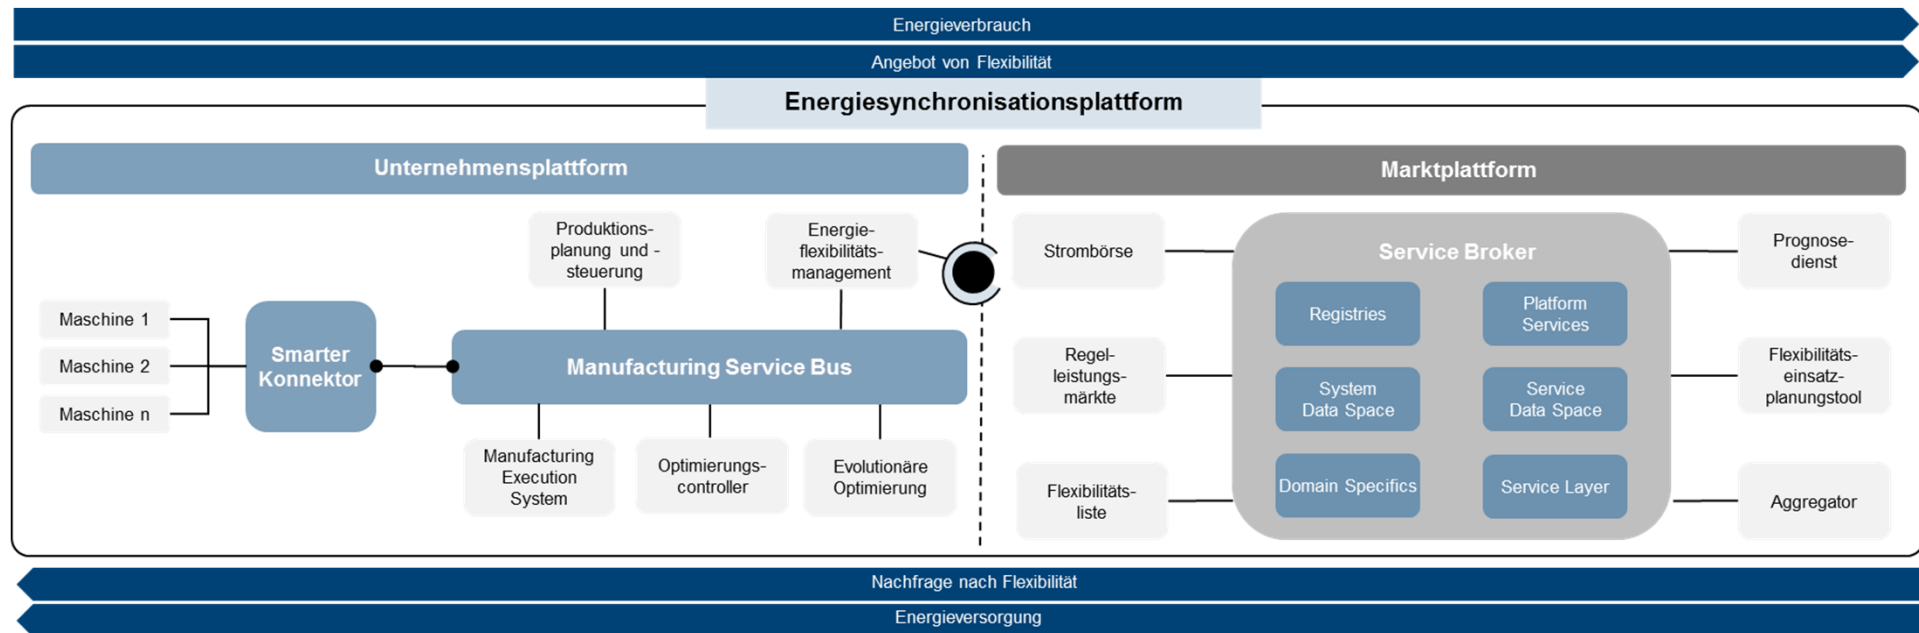 Energieverbrauch
Angebot von Flexibilität
Energiesynchronisationsplattform
Unternehmensplattform
Produktions-
planung und -
steuerung
Energie-
flexibilitäts-
management
Maschine 1
Maschine 2
Maschine n
Smarter
Konnektor
Manufacturing Service Bus
Manufacturing
Execution
System
Optimierungs-
controller
Evolutionäre
Optimierung
Marktplattform
Strombörse
Regel-
leistungs-
märkte
Flexibilitäts-
liste
Service Broker
Registries
Platform
Services
System
Data Space
Service
Data Space
Domain Specifics
Service Layer
Prognose-
dienst
Flexibilitäts-
einsatz-
planungstool
Aggregator
Nachfrage nach Flexibilität
Energieversorgung